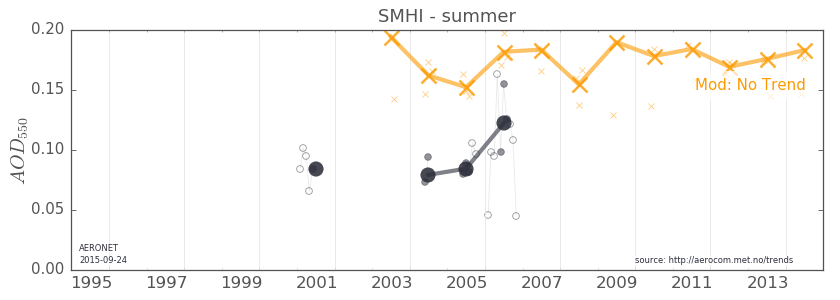 SMHI - summer
0.20
0.15
0.10
0.05
0.00
AOD550
Mod: No Trend
AERONET
2015-09-24
source: http://aerocom.met.no/trends
1995 1997 1999 2001 2003 2005 2007 2009 2011 2013